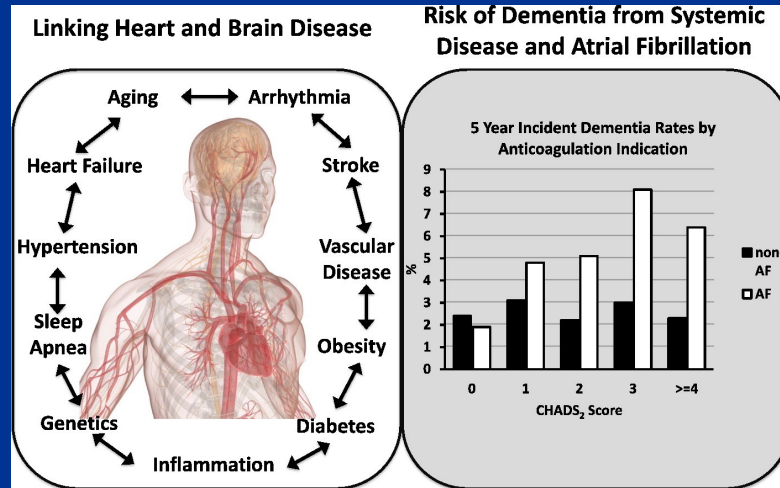 Linking Heart and Brain Disease
Aging
Arrhythmia
Heart Failure
Stroke
Hypertension
Vascular
Disease
Sleep
Apnea
Obesity
Genetics
Diabetes
Inflammation
Risk of Dementia from Systemic
Disease and Atrial Fibrillation
5 Year Incident Dementia Rates by
Anticoagulation Indication
9
8
7
6
5
4
3
2
1
0
%
0 1 2 3 >=4
CHADS₂ Score
non
AF
AF